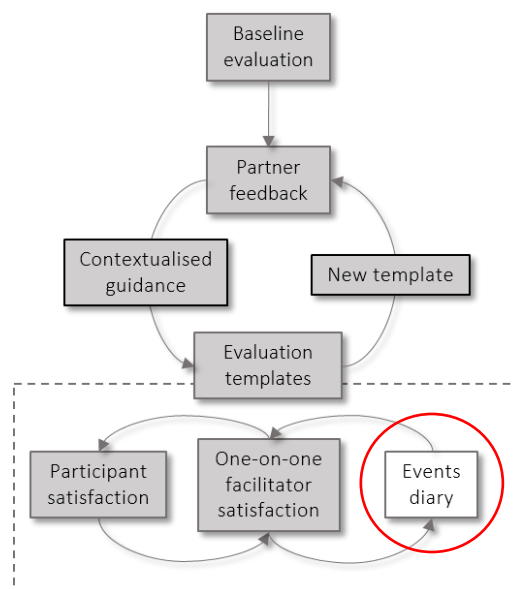 Baseline
evaluation
Partner
feedback
Contextualised
guidance
New template
Evaluation
templates
Participant
satisfaction
One-on-one
facilitator
satisfaction
Events
diary